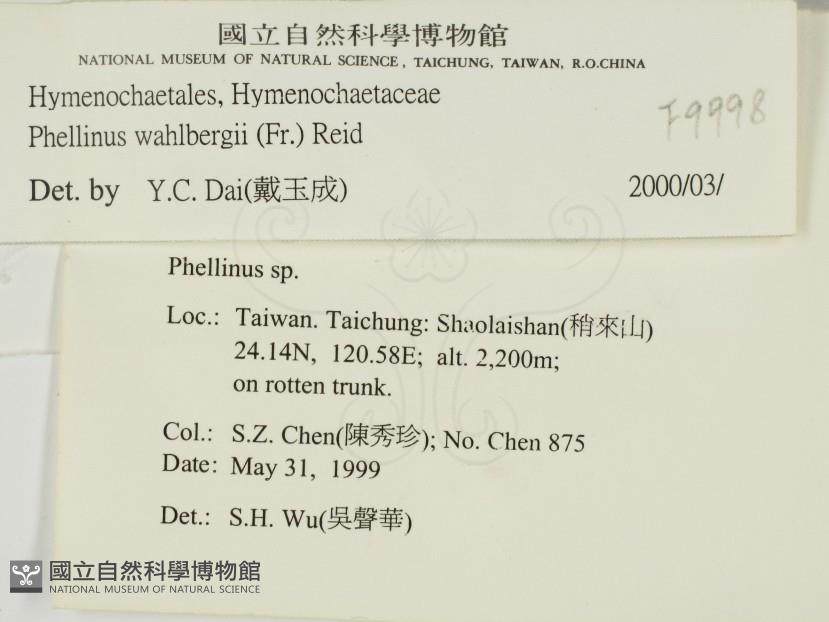 國立自然科學博物館
NATIONAL MUSEUM OF NATURAL SCIENCE, TAICHUNG, TAIWAN, R.O.CHINA
Hymenochaetales, Hymenochaetaceae
F9998
Phellinus wahlbergii (Fr.) Reid
Det. by Y.C. Dai(戴玉成) 2000/03/
Phellinus sp.
Loc.: Taiwan. Taichung: Shaolaishan(稍來山)
24.14N, 120.58E; alt. 2,200m;
on rotten trunk.
Col.: S.Z. Chen(陳秀珍); No. Chen 875
Date: May 31, 1999
Det.: S.H. Wu(吳聲華)
國立自然科學博物館
NATIONAL MUSEUM OF NATURAL SCIENCE